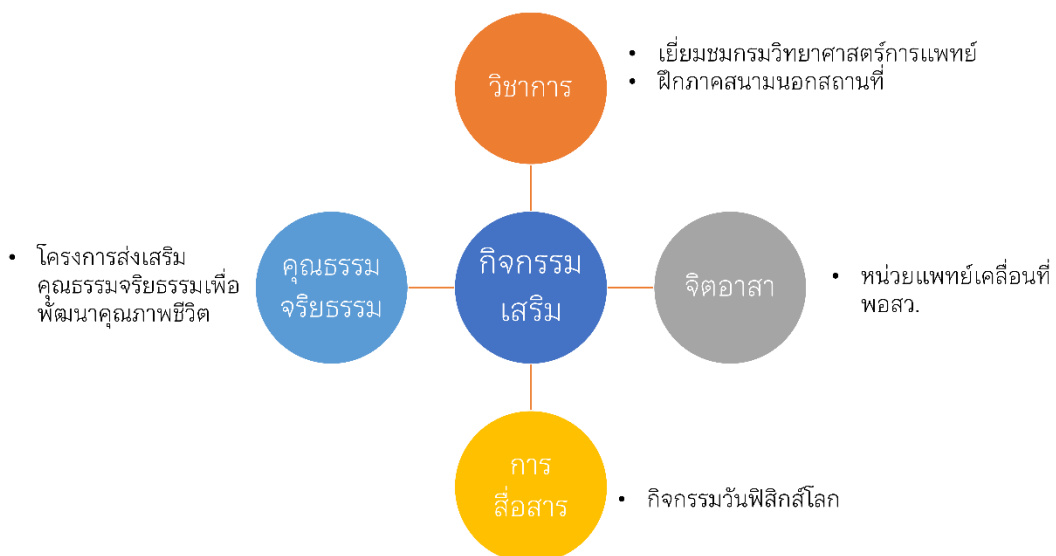 วิชาการ
• เยี่ยมชมกรมวิทยาศาสตร์การแพทย์
• ฝึกภาคสนามนอกสถานที่
• โครงการส่งเสริม
คุณธรรมจริยธรรมเพื่อ
พัฒนาคุณภาพชีวิต
คุณธรรม
จริยธรรม
กิจกรรม
เสริม
จิตอาสา
• หน่วยแพทย์เคลื่อนที่
พอสว.
การ
สื่อสาร
• กิจกรรมวันฟิสิกส์โลก